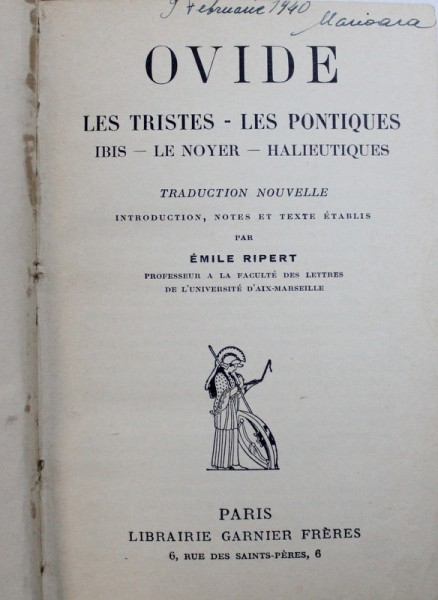 9 Februarie 1940
Marioara
OVIDE
LES TRISTES - LES PONTIQUES
IBIS — LE NOYER — HALIEUTIQUES
TRADUCTION NOUVELLE
INTRODUCTION, NOTES ET TEXTE ÉTABLIS
PAR
ÉMILE RIPERT
PROFESSEUR A LA FACULTÉ DES LETTRES
DE L'UNIVERSITÉ D'AIX-MARSEILLE
PARIS
LIBRAIRIE GARNIER FRÈRES
6, RUE DES SAINTS-PÈRES, 6